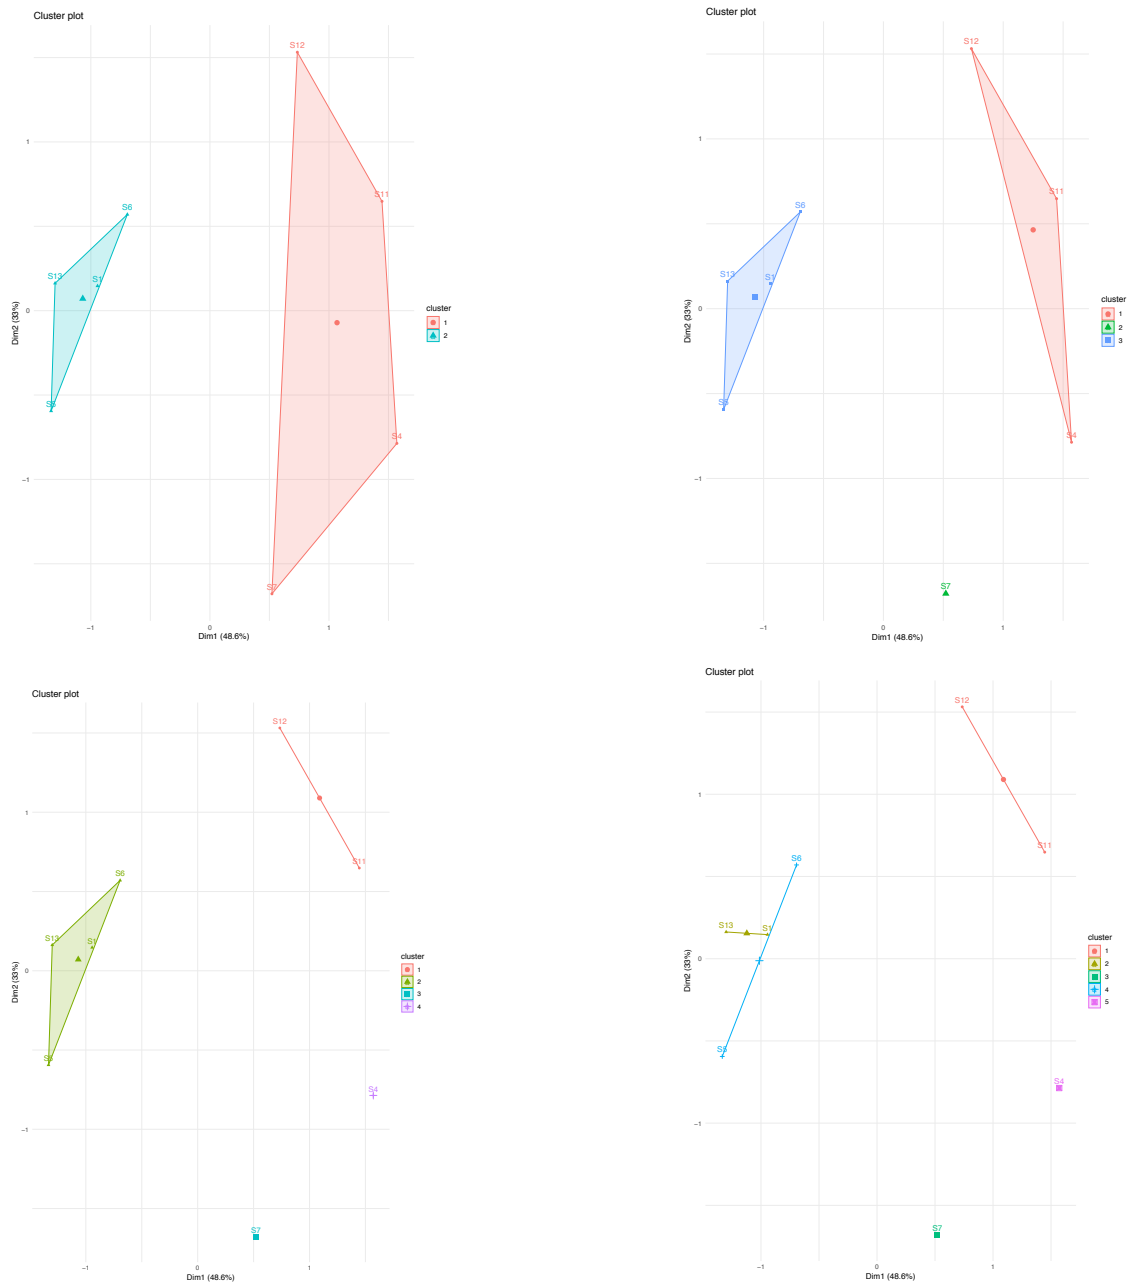 Cluster plot
S12
S11
S6
S13
S1
S5
S4
S7
1
0
−1
Dim2 (33%)
−1
0
1
Dim1 (48.6%)
cluster
1
2
Cluster plot
S12
S11
S6
S13
S1
S5
S4
S7
1
0
−1
Dim2 (33%)
−1
0
1
Dim1 (48.6%)
cluster
1
2
3
Cluster plot
S12
S11
S6
S13
S1
S5
S4
S7
1
0
−1
Dim2 (33%)
−1
0
1
Dim1 (48.6%)
cluster
1
2
3
4
Cluster plot
S12
S11
S6
S13
S1
S5
S4
S7
1
0
−1
Dim2 (33%)
−1
0
1
Dim1 (48.6%)
cluster
1
2
3
4
5